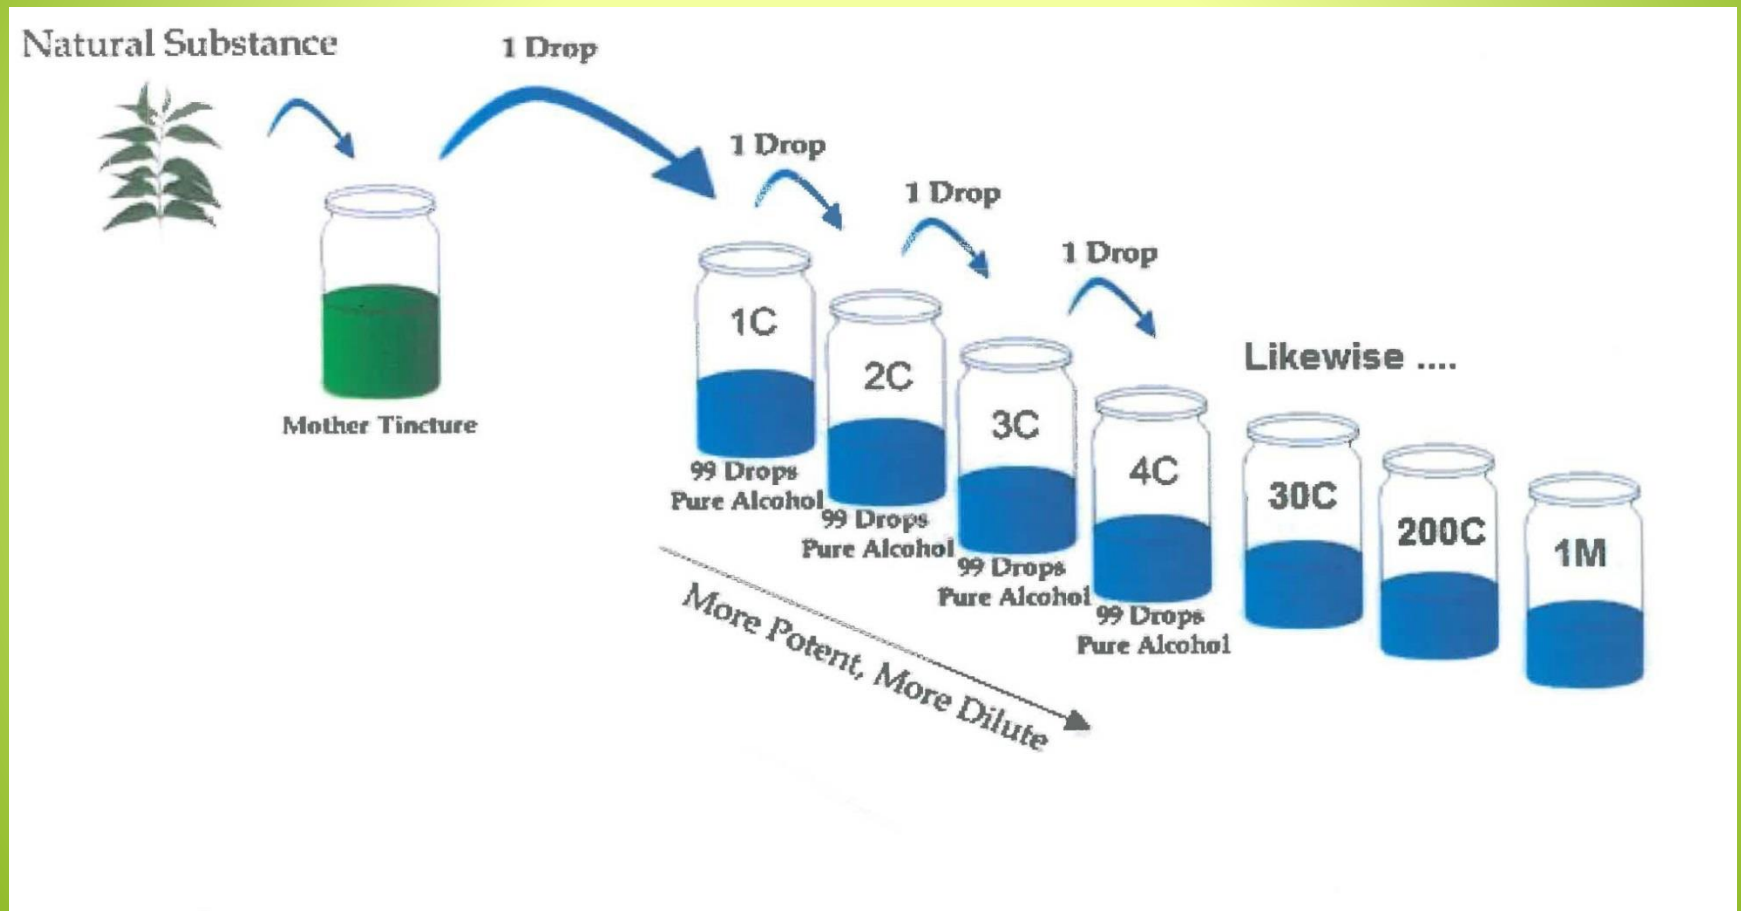 Natural Substance
1 Drop
1 Drop
1 Drop
1 Drop
Mother Tincture
1C
99 Drops
Pure Alcohol
2C
99 Drops
Pure Alcohol
3C
99 Drops
Pure Alcohol
4C
99 Drops
Pure Alcohol
Likewise ....
30C
200C
1M
More Potent, More Dilute